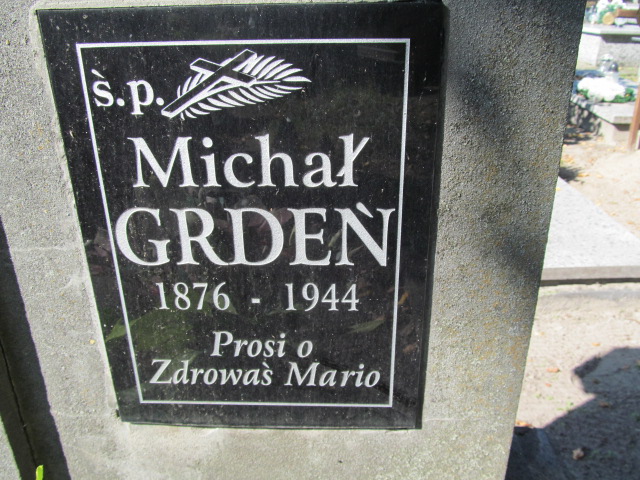 ś.p.
Michał
GRDEŃ
1876 - 1944
Prosi o
Zdrowaś Mario